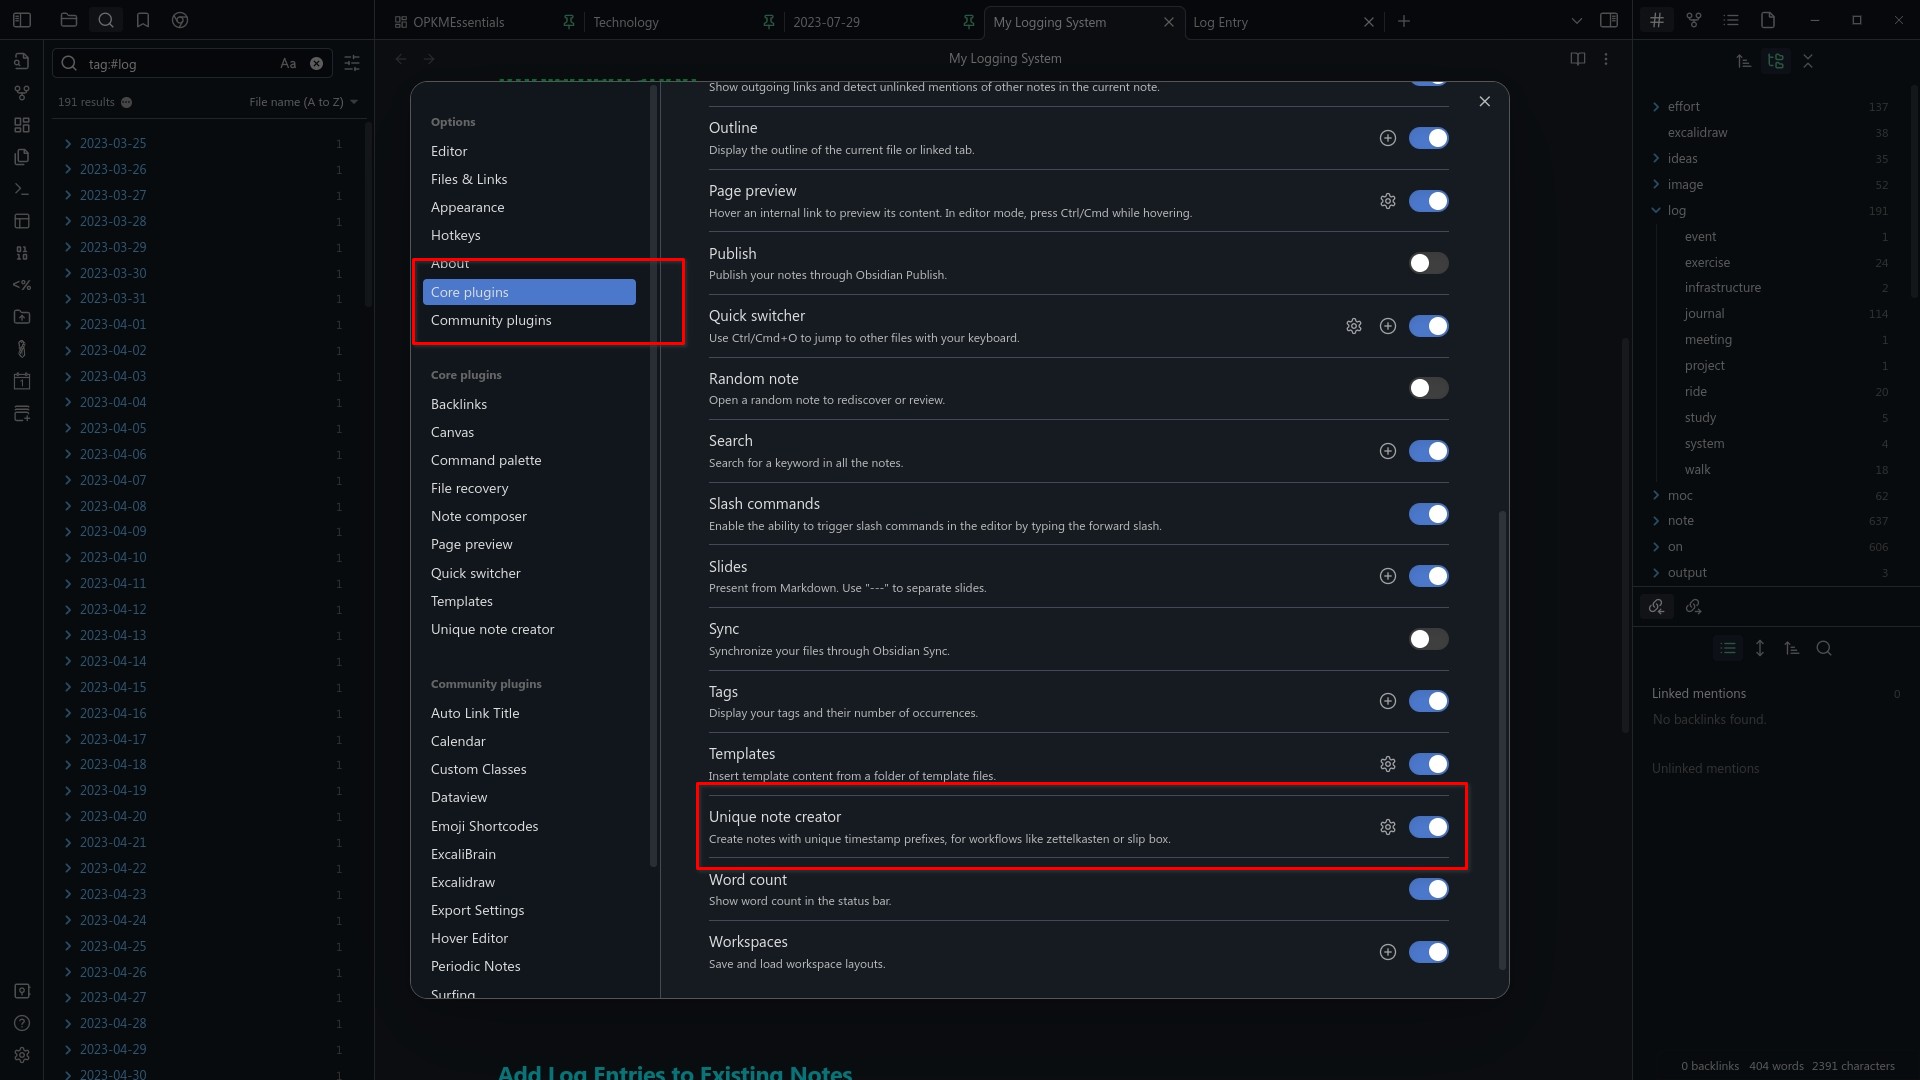 OPKMEssentials
Technology
2023-07-29
My Logging System
Log Entry
tag:#log
Aa
191 results
File name (A to Z)
2023-03-25 1
2023-03-26 1
2023-03-27 1
2023-03-28 1
2023-03-29 1
2023-03-30 1
2023-03-31 1
2023-04-01 1
2023-04-02 1
2023-04-03 1
2023-04-04 1
2023-04-05 1
2023-04-06 1
2023-04-07 1
2023-04-08 1
2023-04-09 1
2023-04-10 1
2023-04-11 1
2023-04-12 1
2023-04-13 1
2023-04-14 1
2023-04-15 1
2023-04-16 1
2023-04-17 1
2023-04-18 1
2023-04-19 1
2023-04-20 1
2023-04-21 1
2023-04-22 1
2023-04-23 1
2023-04-24 1
2023-04-25 1
2023-04-26 1
2023-04-27 1
2023-04-28 1
2023-04-29 1
2023-04-30 1
My Logging System
Options
Editor
Files & Links
Appearance
Hotkeys
About
Core plugins
Community plugins
Core plugins
Backlinks
Canvas
Command palette
File recovery
Note composer
Page preview
Quick switcher
Templates
Unique note creator
Community plugins
Auto Link Title
Calendar
Custom Classes
Dataview
Emoji Shortcodes
ExcaliBrain
Excalidraw
Export Settings
Hover Editor
Periodic Notes
Surfing
Show outgoing links and detect unlinked mentions of other notes in the current note.
Outline
Display the outline of the current file or linked tab.
Page preview
Hover an internal link to preview its content. In editor mode, press Ctrl/Cmd while hovering.
Publish
Publish your notes through Obsidian Publish.
Quick switcher
Use Ctrl/Cmd+O to jump to other files with your keyboard.
Random note
Open a random note to rediscover or review.
Search
Search for a keyword in all the notes.
Slash commands
Enable the ability to trigger slash commands in the editor by typing the forward slash.
Slides
Present from Markdown. Use "---" to separate slides.
Sync
Synchronize your files through Obsidian Sync.
Tags
Display your tags and their number of occurrences.
Templates
Insert template content from a folder of template files.
Unique note creator
Create notes with unique timestamp prefixes, for workflows like zettelkasten or slip box.
Word count
Show word count in the status bar.
Workspaces
Save and load workspace layouts.
Add Log Entries to Existing Notes
effort 137
excalidraw 38
ideas 35
image 52
log 191
event 1
exercise 24
infrastructure 2
journal 114
meeting 1
project 1
ride 20
study 5
system 4
walk 18
moc 62
note 637
on 606
output 3
Linked mentions 0
No backlinks found.
Unlinked mentions
0 backlinks 404 words 2391 characters